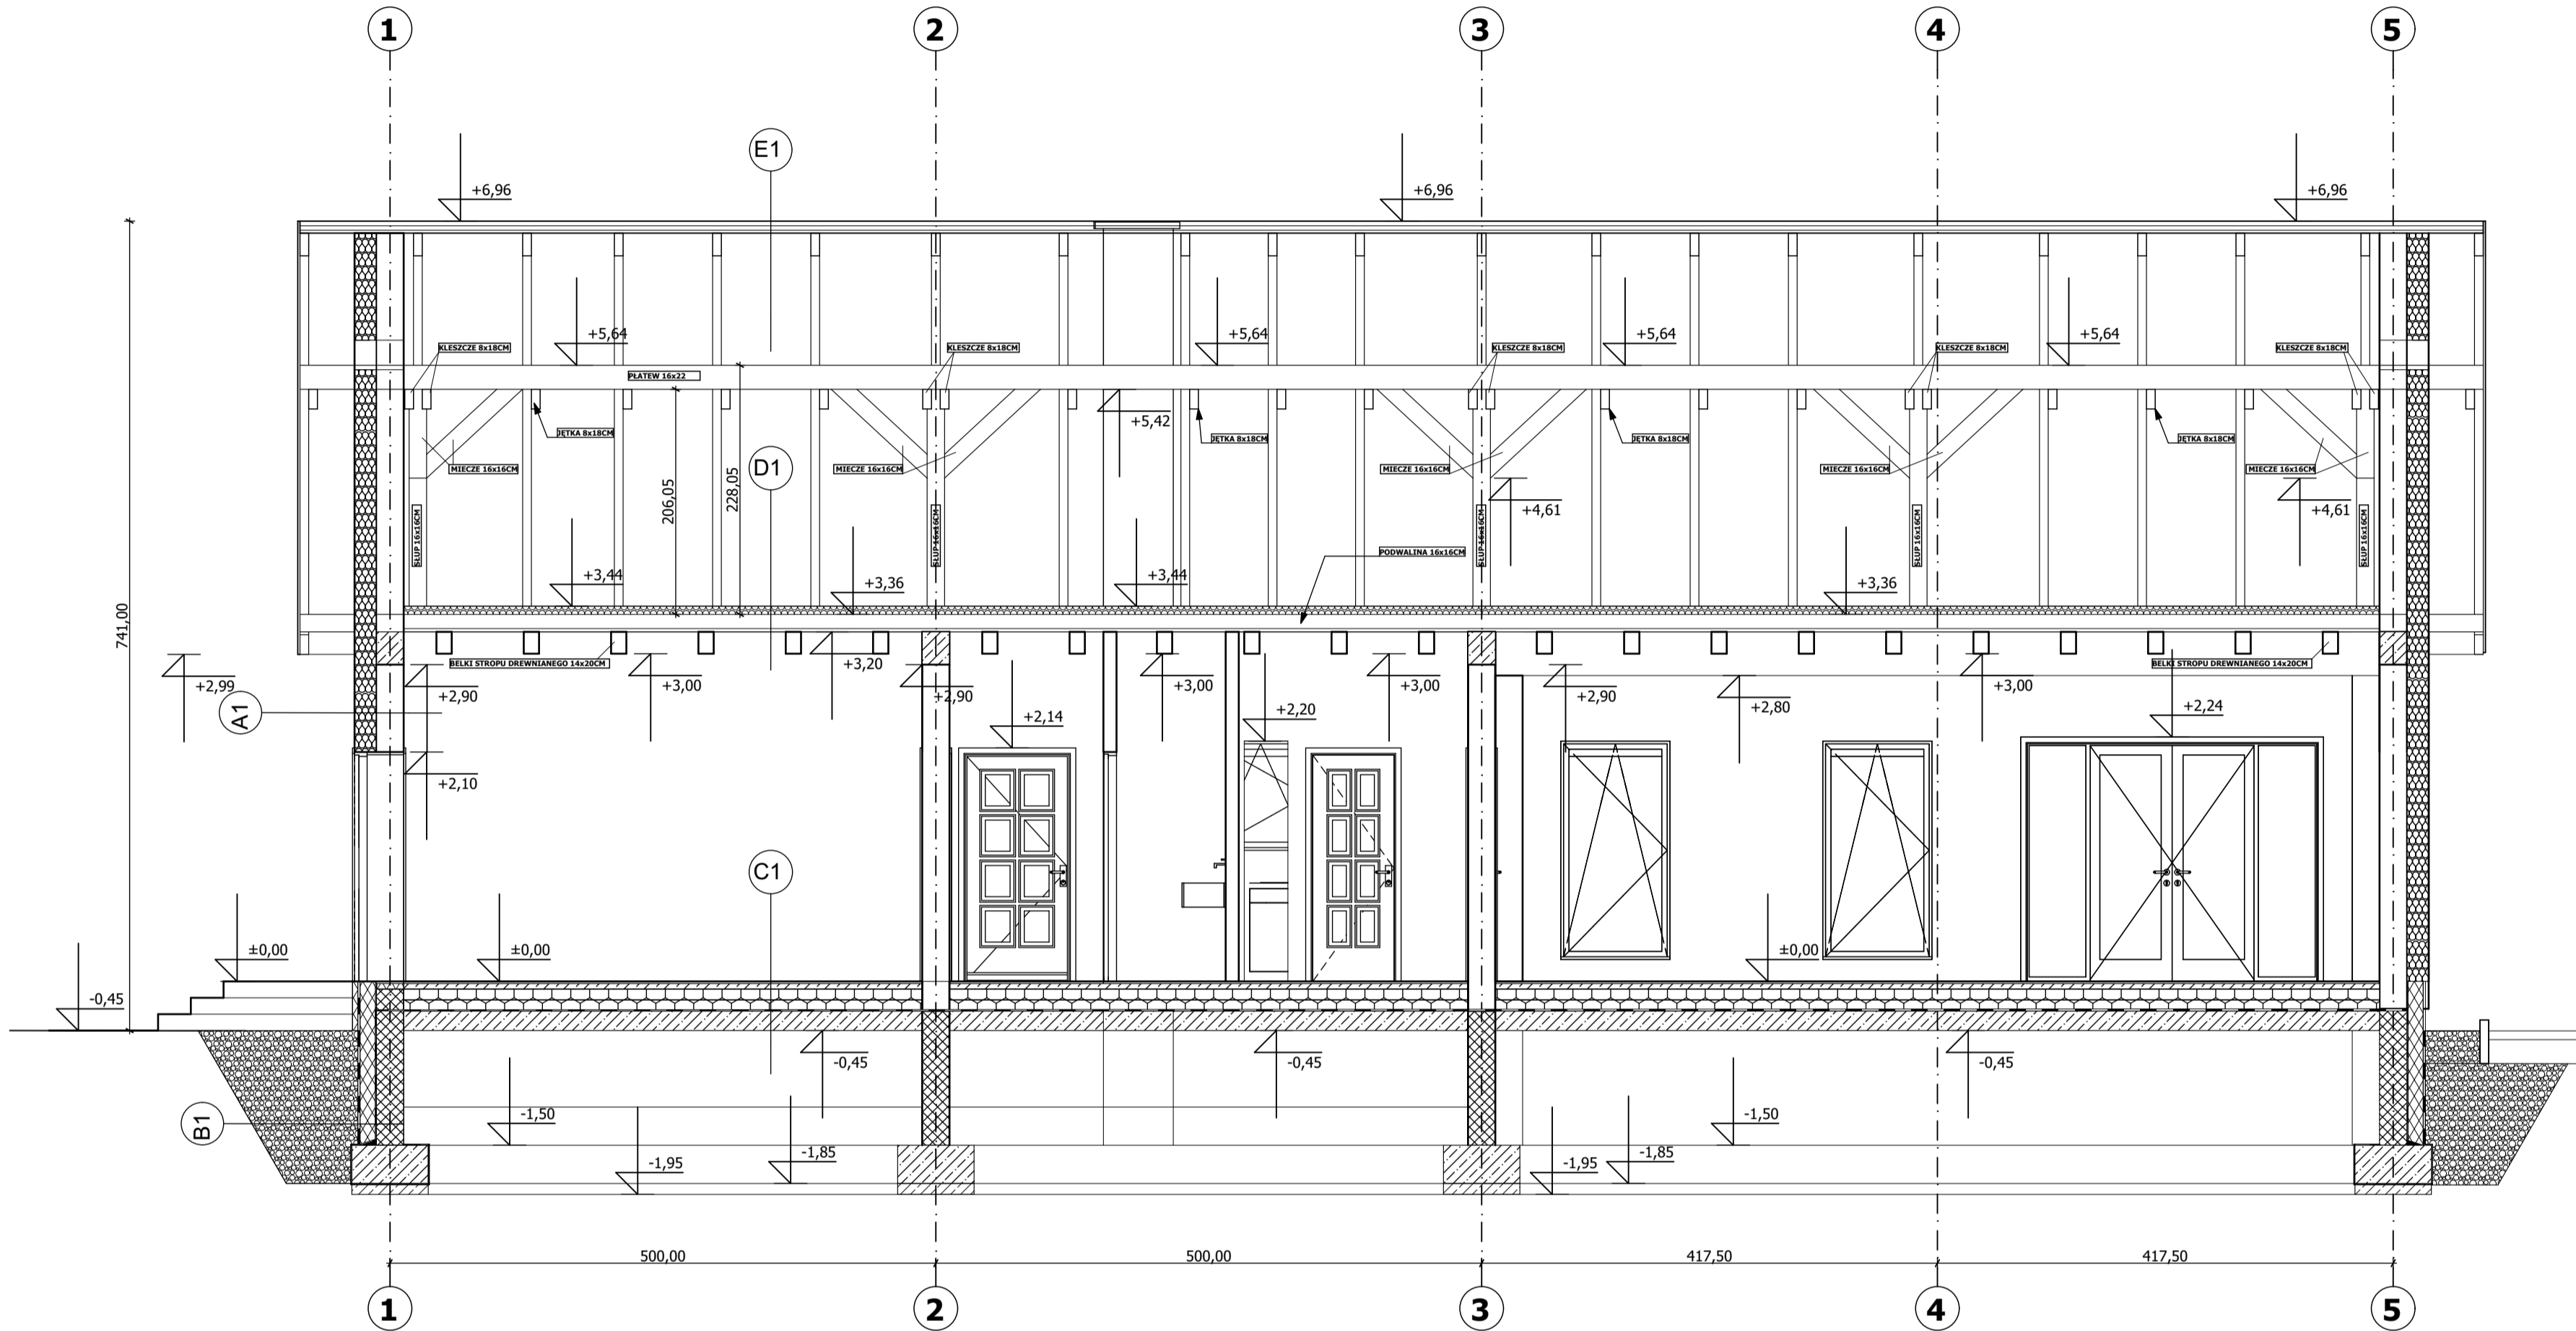 1 2 3 4 5
E1
+6,96 +6,96 +6,96
+5,64 +5,64 +5,64 +5,64
KLESZCZE 8x18CM KLESZCZE 8x18CM KLESZCZE 8x18CM KLESZCZE 8x18CM KLESZCZE 8x18CM
PŁATEW 16x22
+5,42
JĘTKA 8x18CM JĘTKA 8x18CM JĘTKA 8x18CM JĘTKA 8x18CM
MIECZE 16x16CM D1 MIECZE 16x16CM MIECZE 16x16CM MIECZE 16x16CM MIECZE 16x16CM
206,05
228,05
+4,61 +4,61
SŁUP 16x16CM SŁUP 16x16CM SŁUP 16x16CM SŁUP 16x16CM SŁUP 16x16CM
PODWALINA 16x16CM
+3,44 +3,36 +3,44 +3,36
741,00
BELKI STROPU DREWNIANEGO 14x20CM +3,20 BELKI STROPU DREWNIANEGO 14x20CM
+2,99 +3,00 +3,00 +3,00 +3,00
+2,90 +2,90 +2,90
A1
+2,80
+2,14 +2,20 +2,24
+2,10
C1
±0,00 ±0,00 ±0,00
-0,45
-0,45 -0,45 -0,45
B1
-1,50 -1,50
-1,85 -1,85
-1,95 -1,95
500,00 500,00 417,50 417,50
1 2 3 4 5